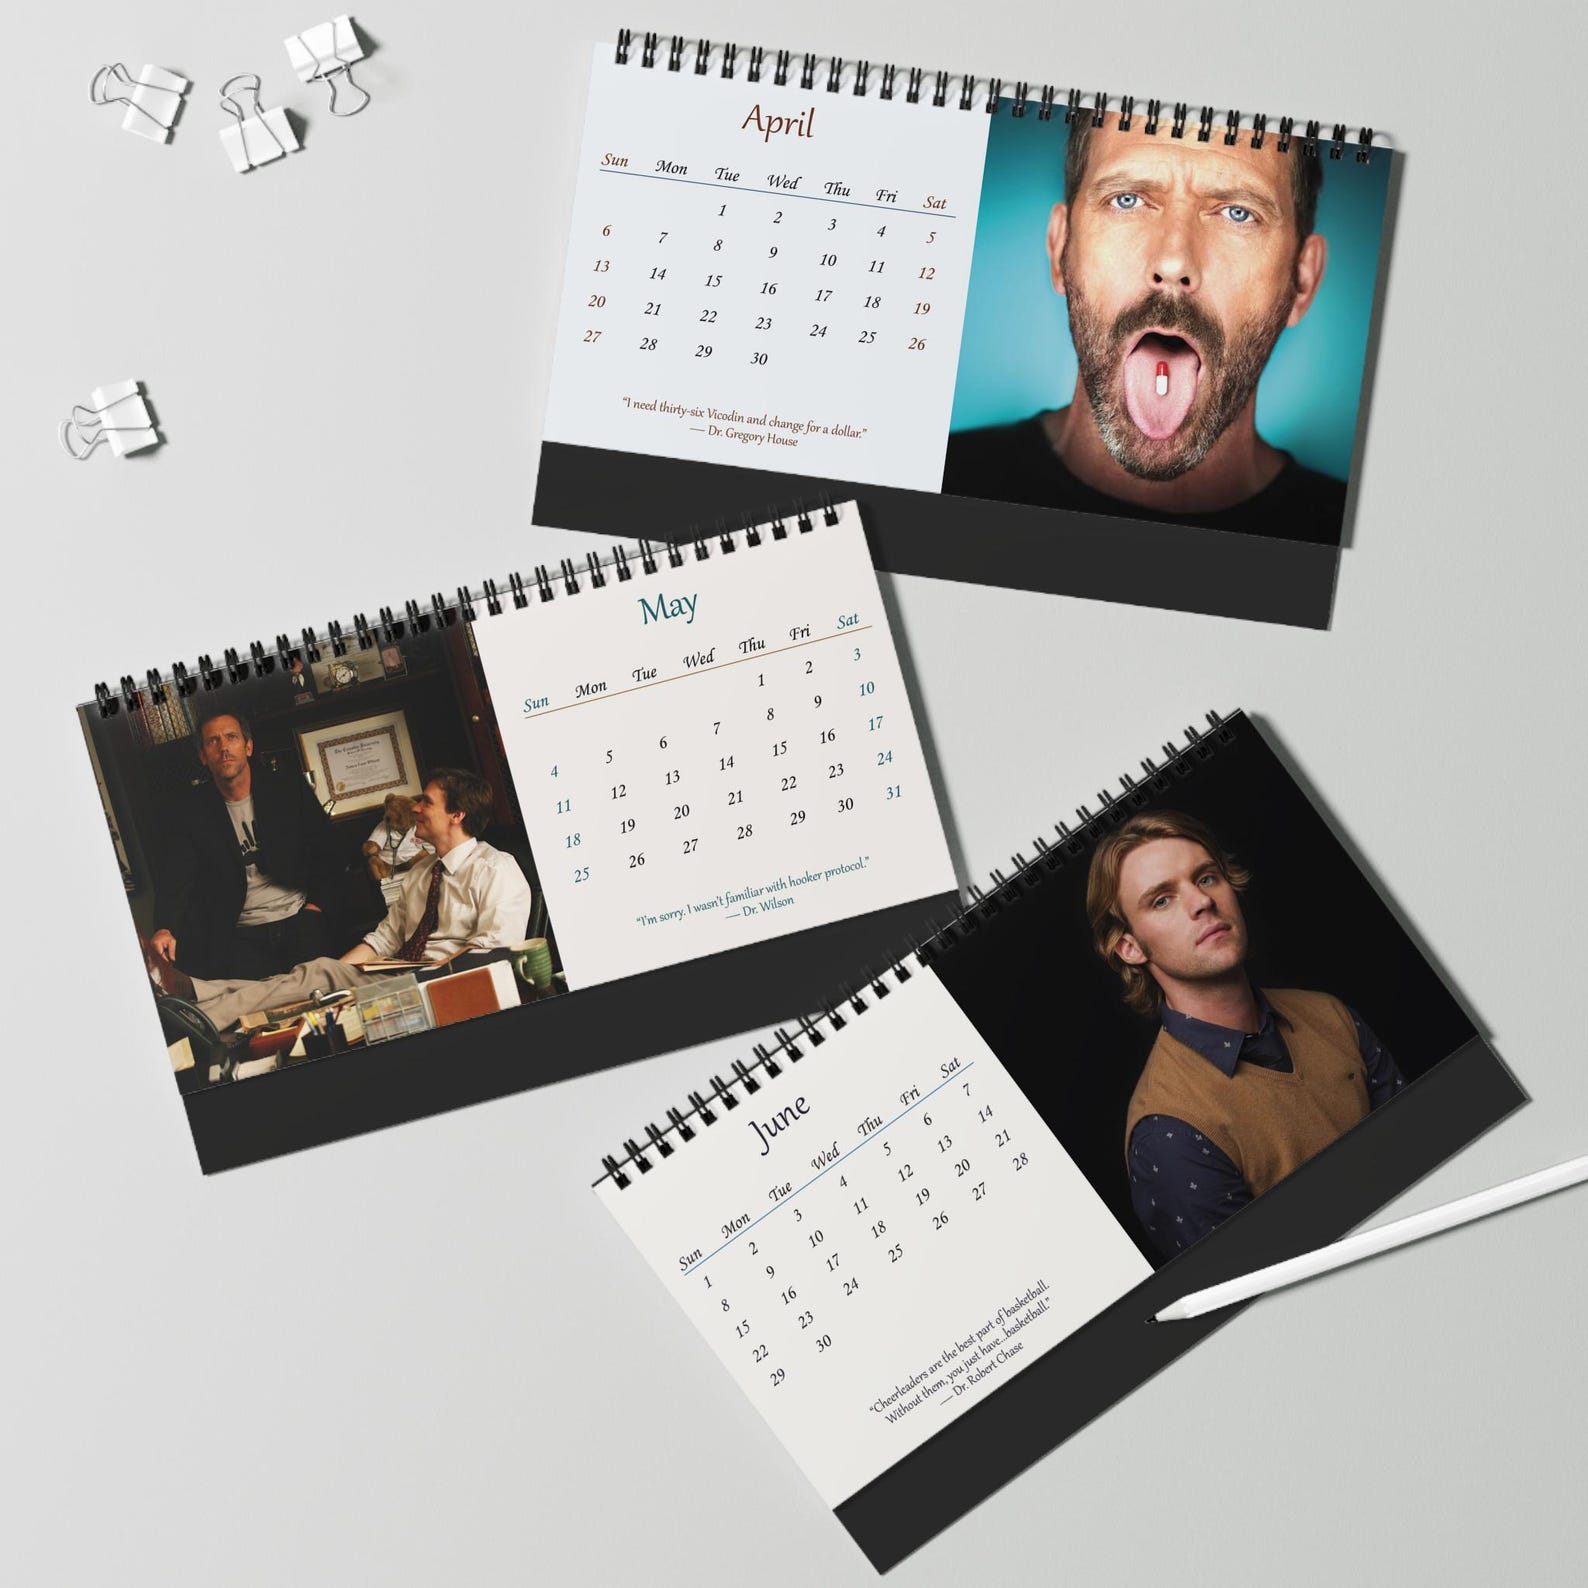 April
Sun Mon Tue Wed Thu Fri Sat
1 2 3 4 5
6 7 8 9 10 11 12
13 14 15 16 17 18 19
20 21 22 23 24 25 26
27 28 29 30
“I need thirty-six Vicodin and change for a dollar.”
— Dr. Gregory House
May
Sun Mon Tue Wed Thu Fri Sat
1 2 3
4 5 6 7 8 9 10
11 12 13 14 15 16 17
18 19 20 21 22 23 24
25 26 27 28 29 30 31
“I'm sorry. I wasn't familiar with hooker protocol.”
— Dr. Wilson
June
Sun Mon Tue Wed Thu Fri Sat
1 2 3 4 5 6 7
8 9 10 11 12 13 14
15 16 17 18 19 20 21
22 23 24 25 26 27 28
29 30
“Cheerleaders are the best part of basketball.
Without them, you just have...basketball.”
— Dr. Robert Chase